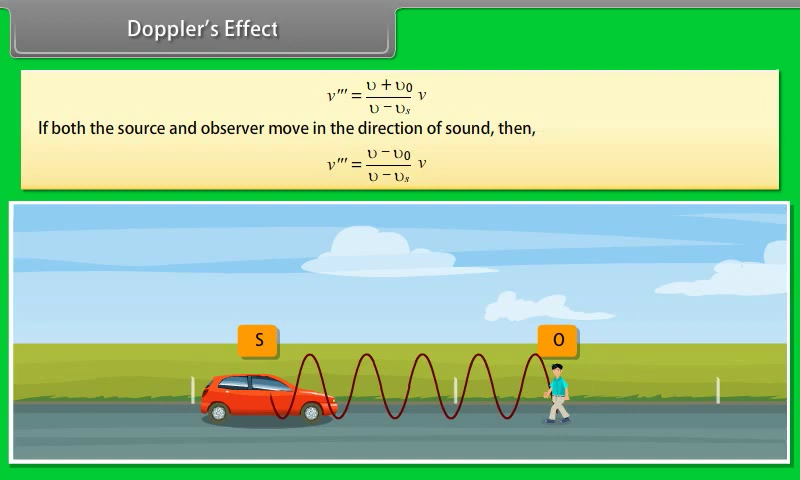 Doppler's Effect
ν''' = (υ + υ₀)/(υ − υₛ) ν
If both the source and observer move in the direction of sound, then,
ν''' = (υ − υ₀)/(υ − υₛ) ν
S O